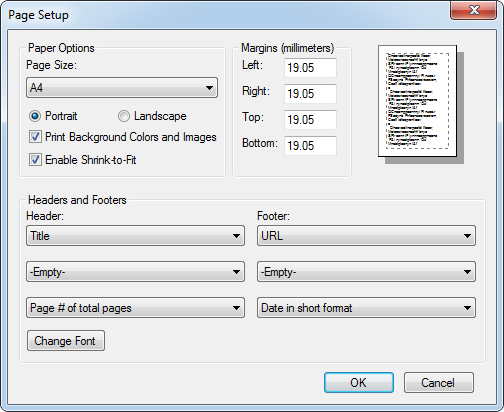 Page Setup
Paper Options
Page Size:
A4
Portrait
Landscape
Print Background Colors and Images
Enable Shrink-to-Fit
Margins (millimeters)
Left: 19.05
Right: 19.05
Top: 19.05
Bottom: 19.05
Headers and Footers
Header:
Footer:
Title
URL
-Empty-
-Empty-
Page # of total pages
Date in short format
Change Font
OK
Cancel